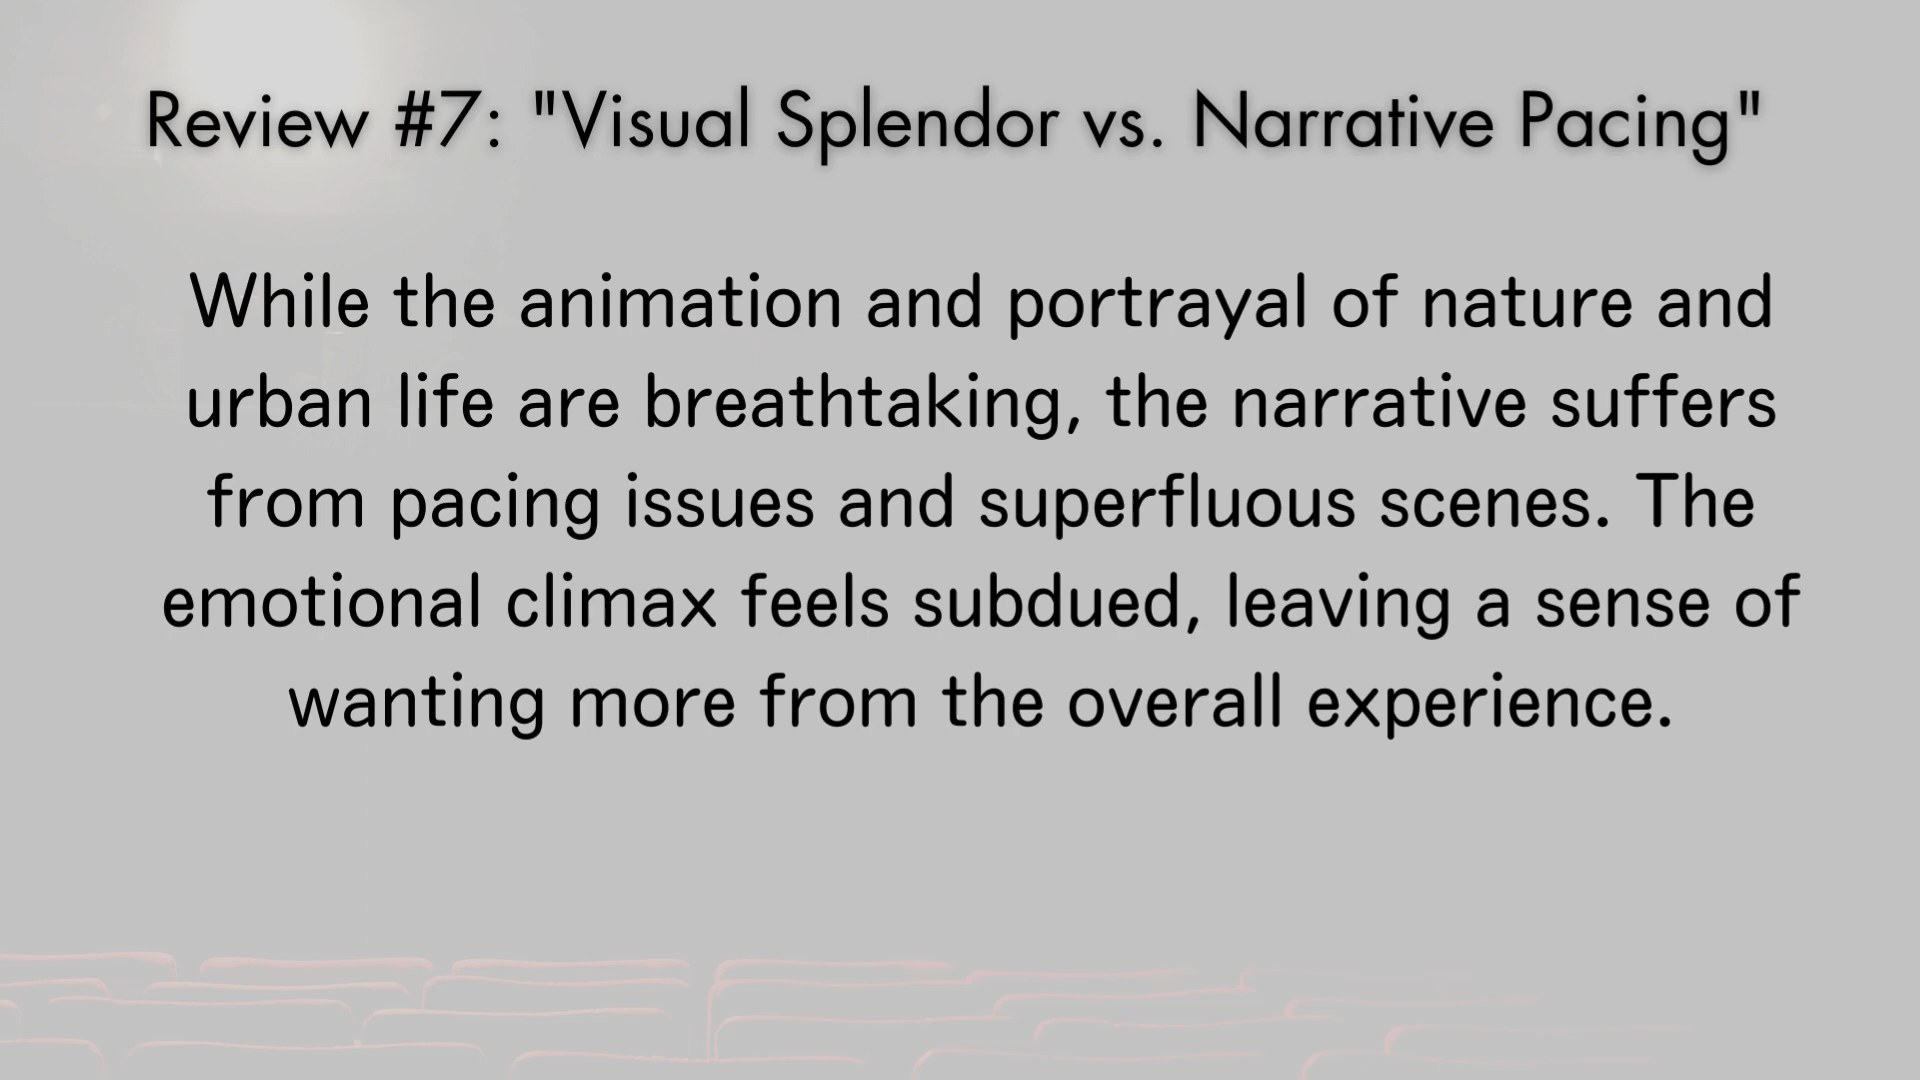 Review #7: "Visual Splendor vs. Narrative Pacing"
While the animation and portrayal of nature and
urban life are breathtaking, the narrative suffers
from pacing issues and superfluous scenes. The
emotional climax feels subdued, leaving a sense of
wanting more from the overall experience.